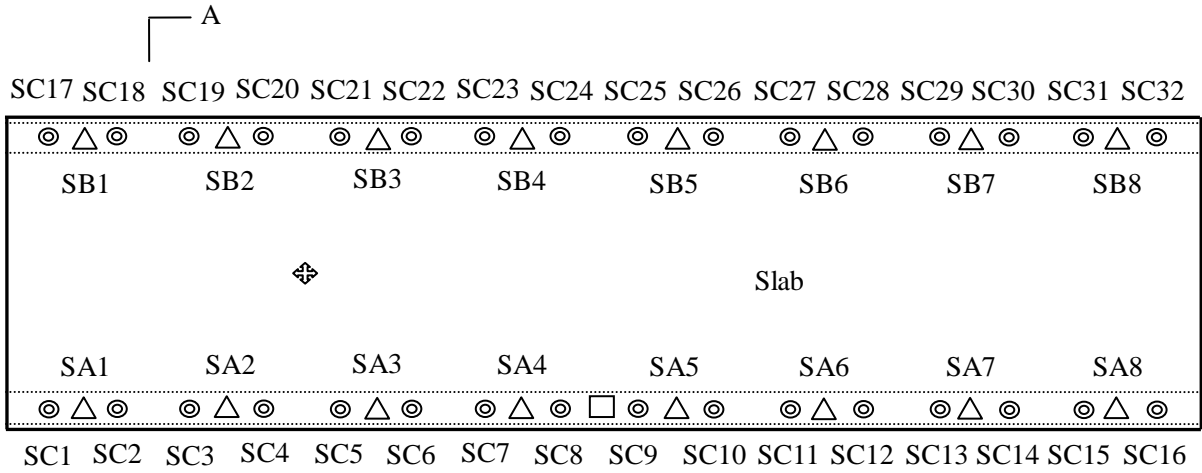 A
SC17 SC18 SC19 SC20 SC21 SC22 SC23 SC24 SC25 SC26 SC27 SC28 SC29 SC30 SC31 SC32
SB1 SB2 SB3 SB4 SB5 SB6 SB7 SB8
Slab
SA1 SA2 SA3 SA4 SA5 SA6 SA7 SA8
SC1 SC2 SC3 SC4 SC5 SC6 SC7 SC8 SC9 SC10 SC11 SC12 SC13 SC14 SC15 SC16